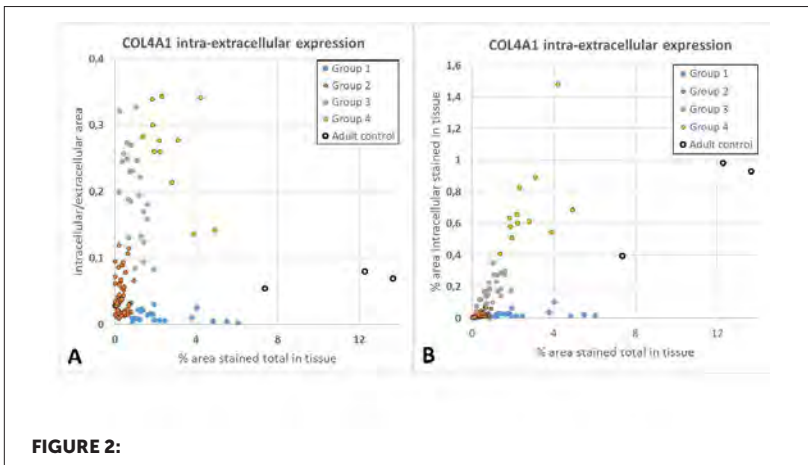 COL4A1 intra-extracellular expression
0,4
0,3
0,2
0,1
0
intracellular/extracellular area
Group 1
Group 2
Group 3
Group 4
Adult control
0
4
8
12
A
% area stained total in tissue
COL4A1 intra-extracellular expression
1,6
1,4
1,2
1
0,8
0,6
0,4
0,2
0
% area intracellular stained in tissue
Group 1
Group 2
Group 3
Group 4
Adult control
0
4
8
12
B
% area stained total in tissue
FIGURE 2: